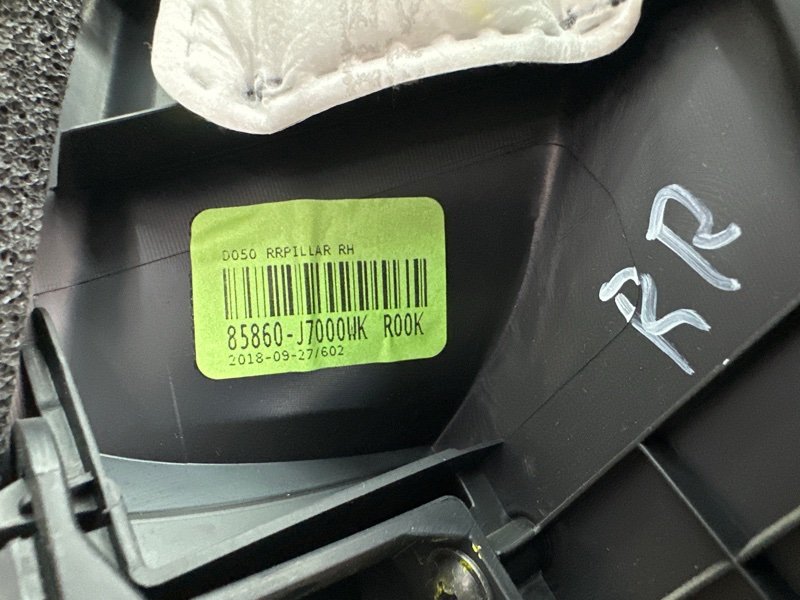 D050 RRPILLAR RH
85860-J7000WK R00K
2018-09-27/602
RR